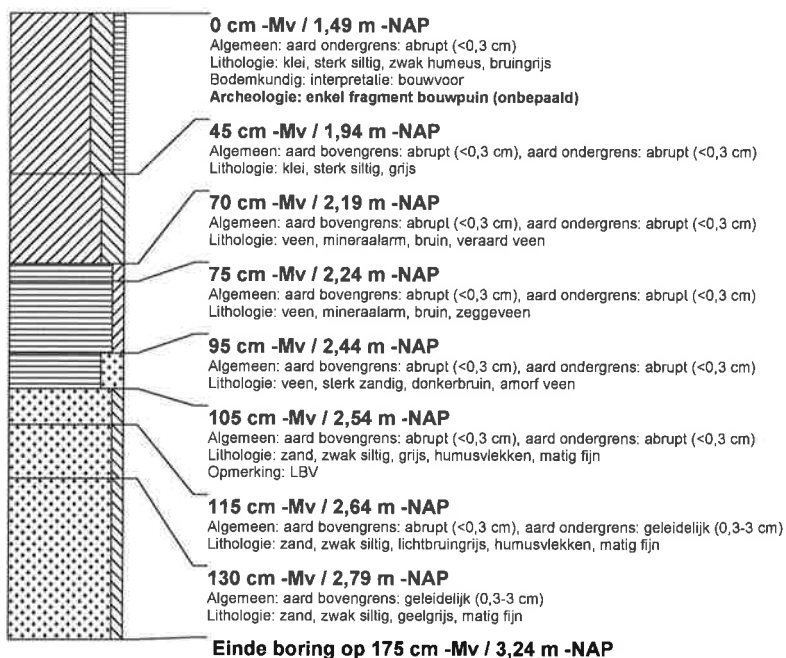 0 cm -Mv / 1,49 m -NAP
Algemeen: aard ondergrens: abrupt (<0,3 cm)
Lithologie: klei, sterk siltig, zwak humeus, bruingrijs
Bodemkundig: interpretatie: bouwvoor
Archeologie: enkel fragment bouwpuin (onbepaald)
45 cm -Mv / 1,94 m -NAP
Algemeen: aard bovengrens: abrupt (<0,3 cm), aard ondergrens: abrupt (<0,3 cm)
Lithologie: klei, sterk siltig, grijs
70 cm -Mv / 2,19 m -NAP
Algemeen: aard bovengrens: abrupt (<0,3 cm), aard ondergrens: abrupt (<0,3 cm)
Lithologie: veen, mineraalarm, bruin, veraard veen
75 cm -Mv / 2,24 m -NAP
Algemeen: aard bovengrens: abrupt (<0,3 cm), aard ondergrens: abrupt (<0,3 cm)
Lithologie: veen, mineraalarm, bruin, zeggeveen
95 cm -Mv / 2,44 m -NAP
Algemeen: aard bovengrens: abrupt (<0,3 cm), aard ondergrens: abrupt (<0,3 cm)
Lithologie: veen, sterk zandig, donkerbruin, amorf veen
105 cm -Mv / 2,54 m -NAP
Algemeen: aard bovengrens: abrupt (<0,3 cm), aard ondergrens: abrupt (<0,3 cm)
Lithologie: zand, zwak siltig, grijs, humusvlekken, matig fijn
Opmerking: LBV
115 cm -Mv / 2,64 m -NAP
Algemeen: aard bovengrens: abrupt (<0,3 cm), aard ondergrens: geleidelijk (0,3-3 cm)
Lithologie: zand, zwak siltig, lichtbruingrijs, humusvlekken, matig fijn
130 cm -Mv / 2,79 m -NAP
Algemeen: aard bovengrens: geleidelijk (0,3-3 cm)
Lithologie: zand, zwak siltig, geelgrijs, matig fijn
Einde boring op 175 cm -Mv / 3,24 m -NAP